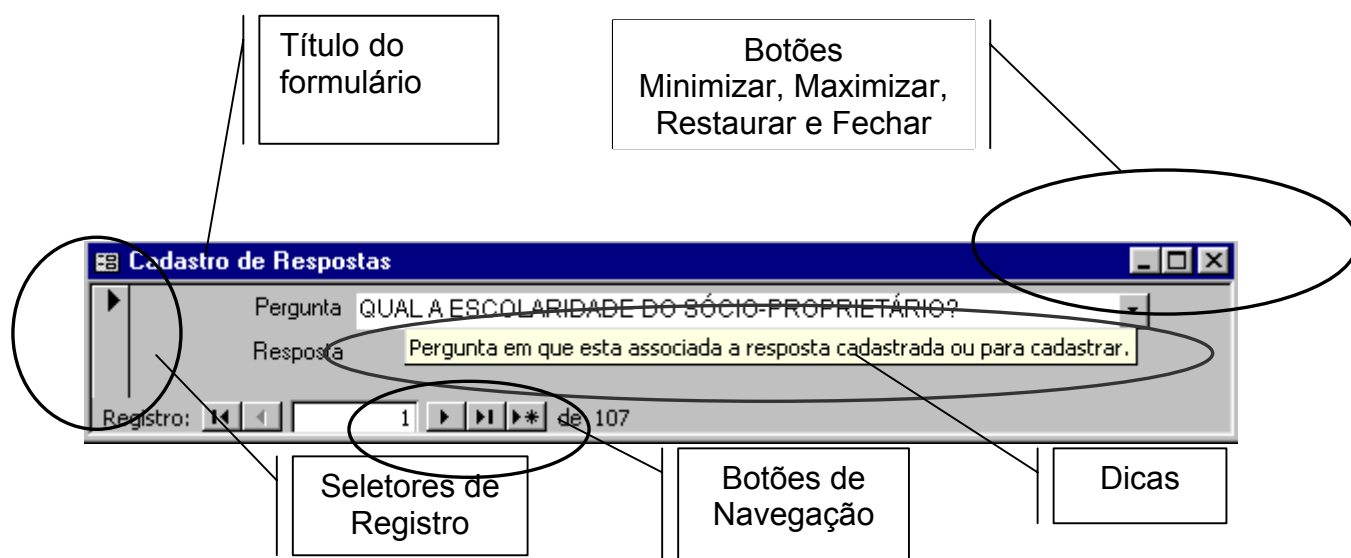 Título do
formulário
Botões
Minimizar, Maximizar,
Restaurar e Fechar
Cadastro de Respostas
Pergunta QUAL A ESCOLARIDADE DO SÓCIO-PROPRIETÁRIO?
Resposta Pergunta em que esta associada a resposta cadastrada ou para cadastrar.
Registro: 1 de 107
Seletores de
Registro
Botões de
Navegação
Dicas